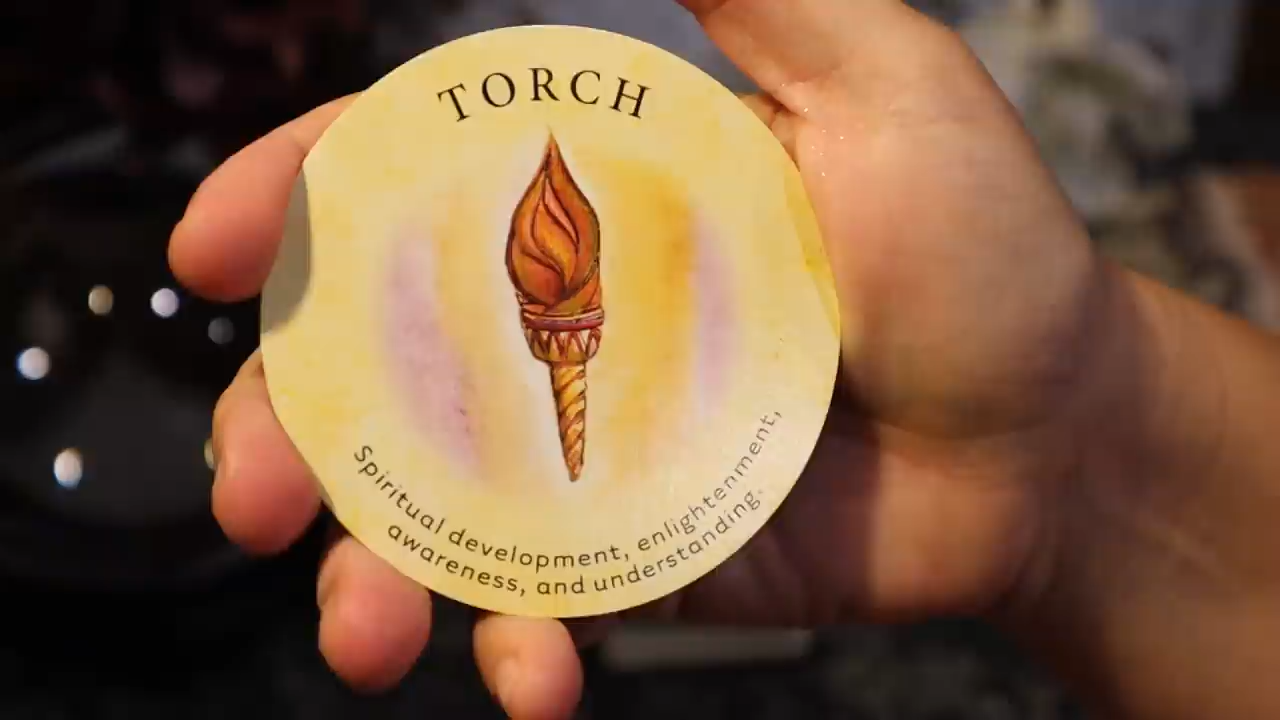 TORCH
Spiritual development, enlightenment,
awareness, and understanding.